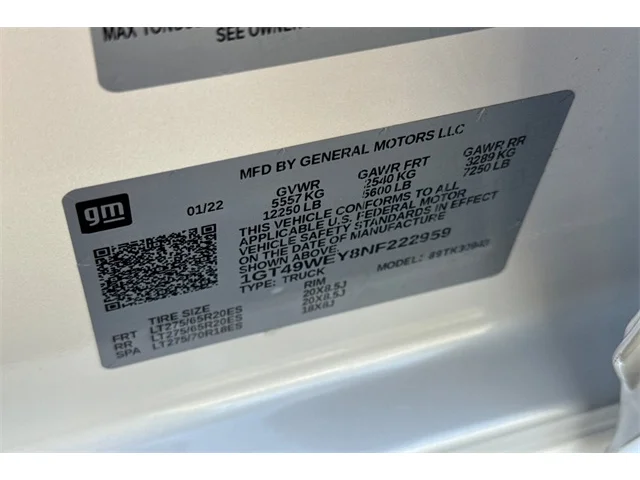 MAX
SEE OWNER
MFD BY GENERAL MOTORS LLC
gm
01/22
GVWR GAWR FRT GAWR RR
5557 KG 2540 KG 3289 KG
12250 LB 5600 LB 7250 LB
THIS VEHICLE CONFORMS TO ALL
APPLICABLE U.S. FEDERAL MOTOR
VEHICLE SAFETY STANDARDS IN EFFECT
ON THE DATE OF MANUFACTURE
SHOWN ABOVE.
1GT49WEY8NF222959
TYPE: TRUCK MODEL:
TIRE SIZE RIM
FRT LT275/65R20ES 20X8.5J
RR LT275/65R20ES 20X8.5J
SPA LT275/70R18ES 18X8J